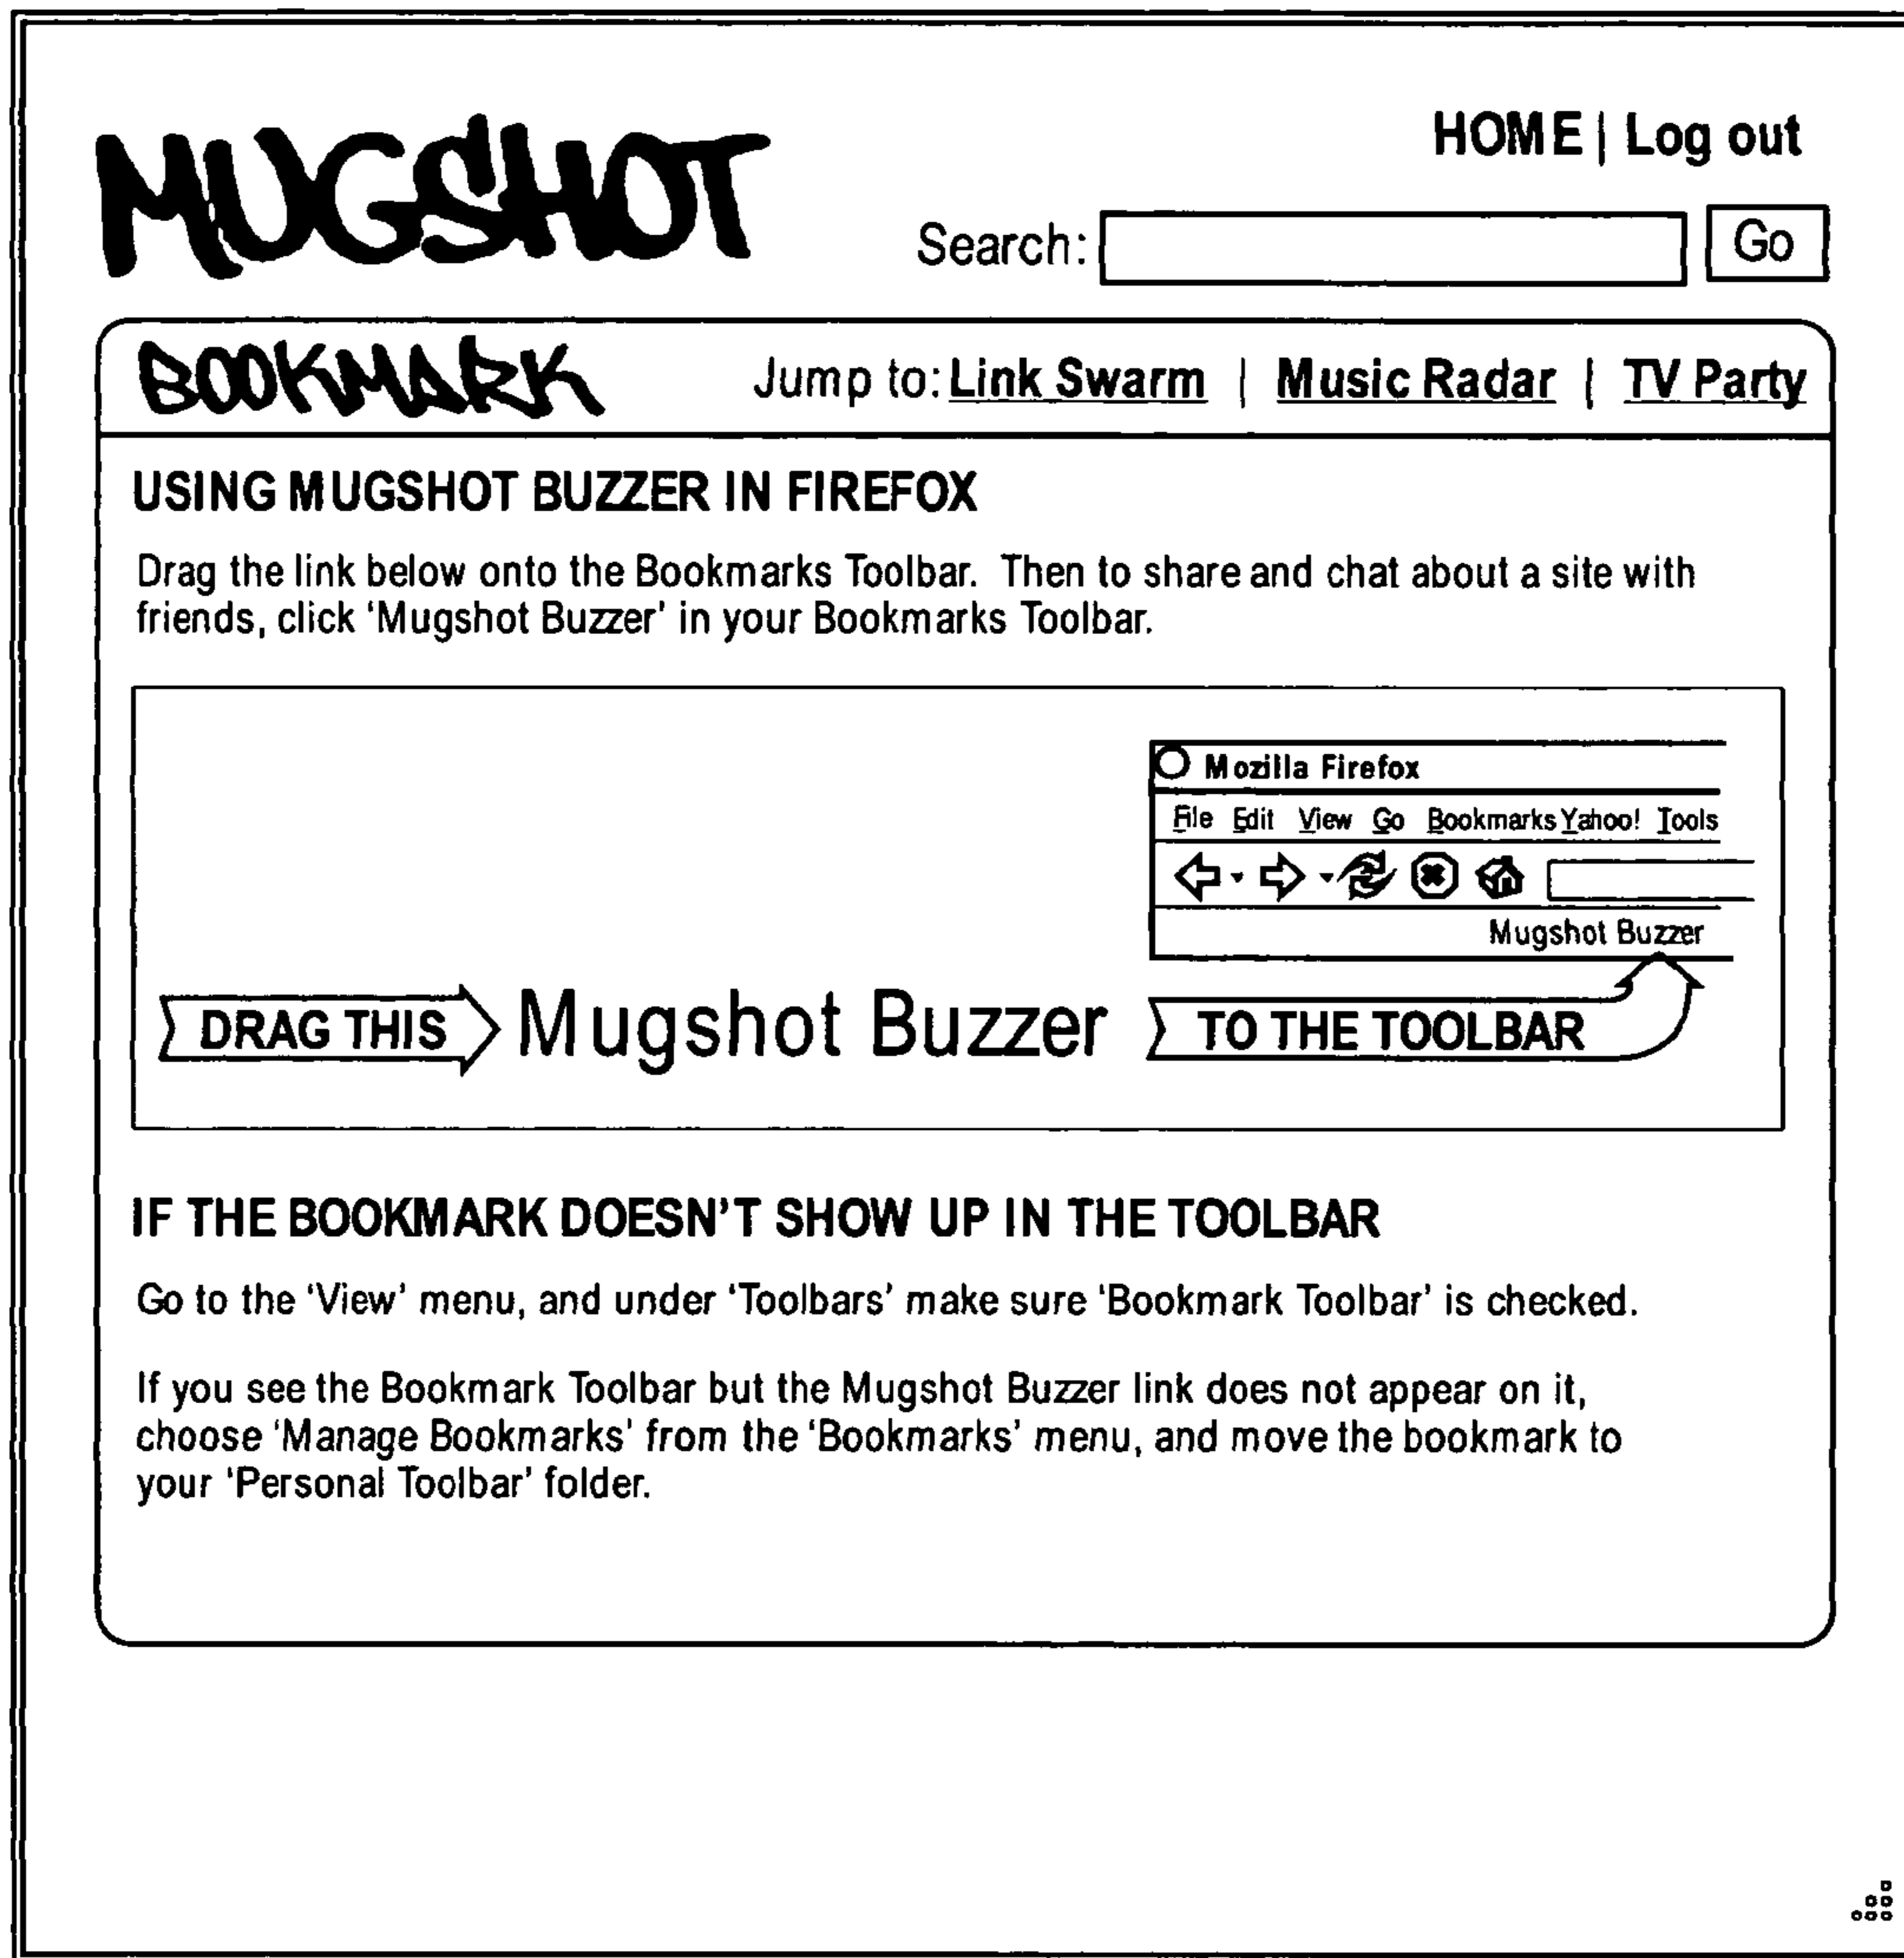 MUGSHOT
HOME | Log out
Search: Go
BOOKMARK
Jump to: Link Swarm | Music Radar | TV Party
USING MUGSHOT BUZZER IN FIREFOX
Drag the link below onto the Bookmarks Toolbar. Then to share and chat about a site with
friends, click 'Mugshot Buzzer' in your Bookmarks Toolbar.
Mozilla Firefox
File Edit View Go Bookmarks Yahoo! Tools
Mugshot Buzzer
DRAG THIS Mugshot Buzzer TO THE TOOLBAR
IF THE BOOKMARK DOESN'T SHOW UP IN THE TOOLBAR
Go to the 'View' menu, and under 'Toolbars' make sure 'Bookmark Toolbar' is checked.
If you see the Bookmark Toolbar but the Mugshot Buzzer link does not appear on it,
choose 'Manage Bookmarks' from the 'Bookmarks' menu, and move the bookmark to
your 'Personal Toolbar' folder.